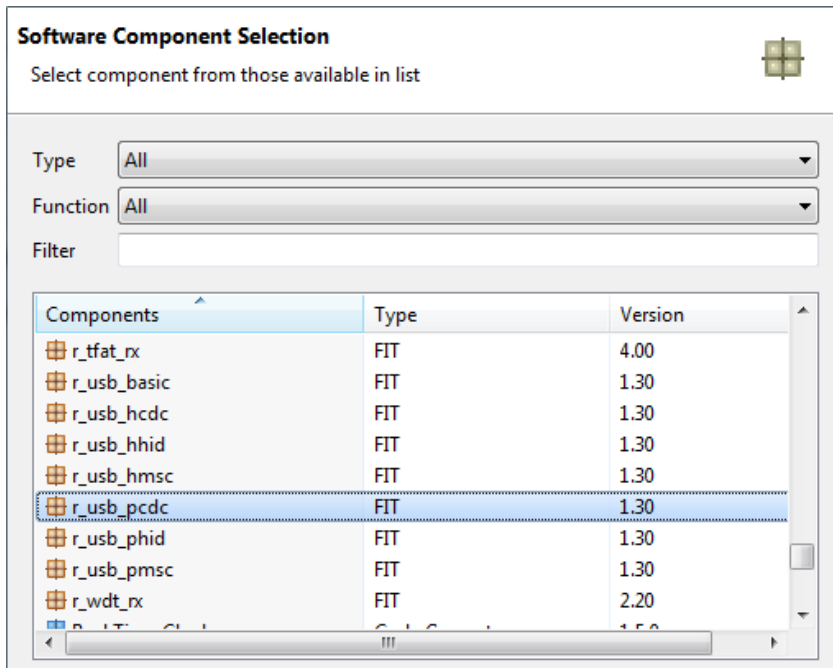 Software Component Selection
Select component from those available in list
Type All
Function All
Filter
Components Type Version
r_tfat_rx FIT 4.00
r_usb_basic FIT 1.30
r_usb_hcdc FIT 1.30
r_usb_hhid FIT 1.30
r_usb_hmsc FIT 1.30
r_usb_pcdc FIT 1.30
r_usb_phid FIT 1.30
r_usb_pmsc FIT 1.30
r_wdt_rx FIT 2.20